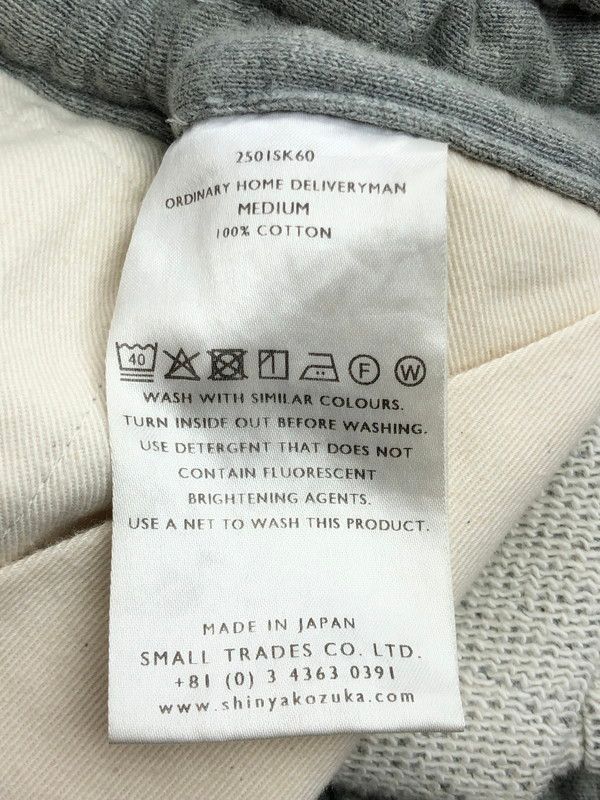 2501SK60
ORDINARY HOME DELIVERYMAN
MEDIUM
100% COTTON
40 F W
WASH WITH SIMILAR COLOURS.
TURN INSIDE OUT BEFORE WASHING.
USE DETERGENT THAT DOES NOT
CONTAIN FLUORESCENT
BRIGHTENING AGENTS.
USE A NET TO WASH THIS PRODUCT.
MADE IN JAPAN
SMALL TRADES CO. LTD.
+81 (0) 3 4363 0391
www.shinyakozuka.com